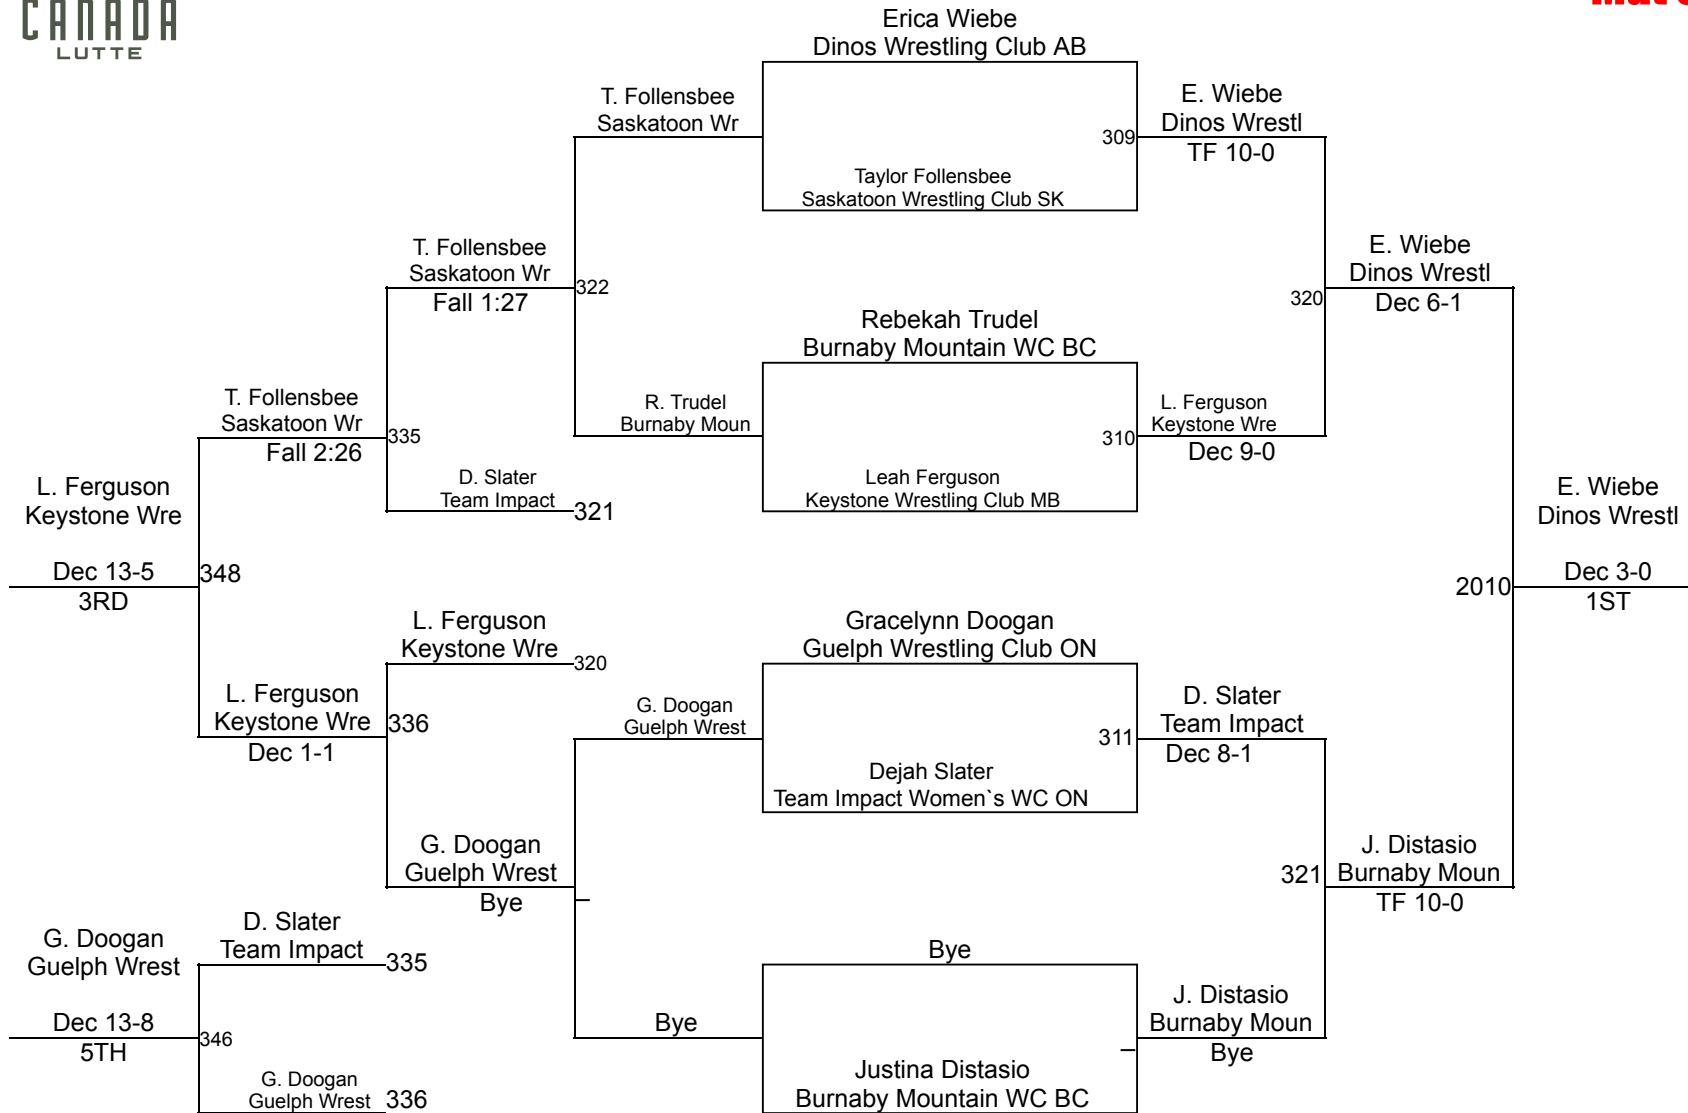 CANADA
LUTTE
Erica Wiebe
Dinos Wrestling Club AB
T. Follensbee
Saskatoon Wr
309
E. Wiebe
Dinos Wrestl
TF 10-0
Taylor Follensbee
Saskatoon Wrestling Club SK
T. Follensbee
Saskatoon Wr
Fall 1:27
322
E. Wiebe
Dinos Wrestl
Dec 6-1
320
Rebekah Trudel
Burnaby Mountain WC BC
T. Follensbee
Saskatoon Wr
Fall 2:26
335
R. Trudel
Burnaby Moun
310
L. Ferguson
Keystone Wre
Dec 9-0
Leah Ferguson
Keystone Wrestling Club MB
D. Slater
Team Impact
321
L. Ferguson
Keystone Wre
Dec 13-5
3RD
348
E. Wiebe
Dinos Wrestl
Dec 3-0
1ST
2010
L. Ferguson
Keystone Wre
320
Gracelynn Doogan
Guelph Wrestling Club ON
L. Ferguson
Keystone Wre
Dec 1-1
336
G. Doogan
Guelph Wrest
311
D. Slater
Team Impact
Dec 8-1
Dejah Slater
Team Impact Women`s WC ON
G. Doogan
Guelph Wrest
Bye
321
J. Distasio
Burnaby Moun
TF 10-0
G. Doogan
Guelph Wrest
Dec 13-8
5TH
D. Slater
Team Impact
335
346
G. Doogan
Guelph Wrest
336
Bye
Bye
J. Distasio
Burnaby Moun
Bye
Justina Distasio
Burnaby Mountain WC BC